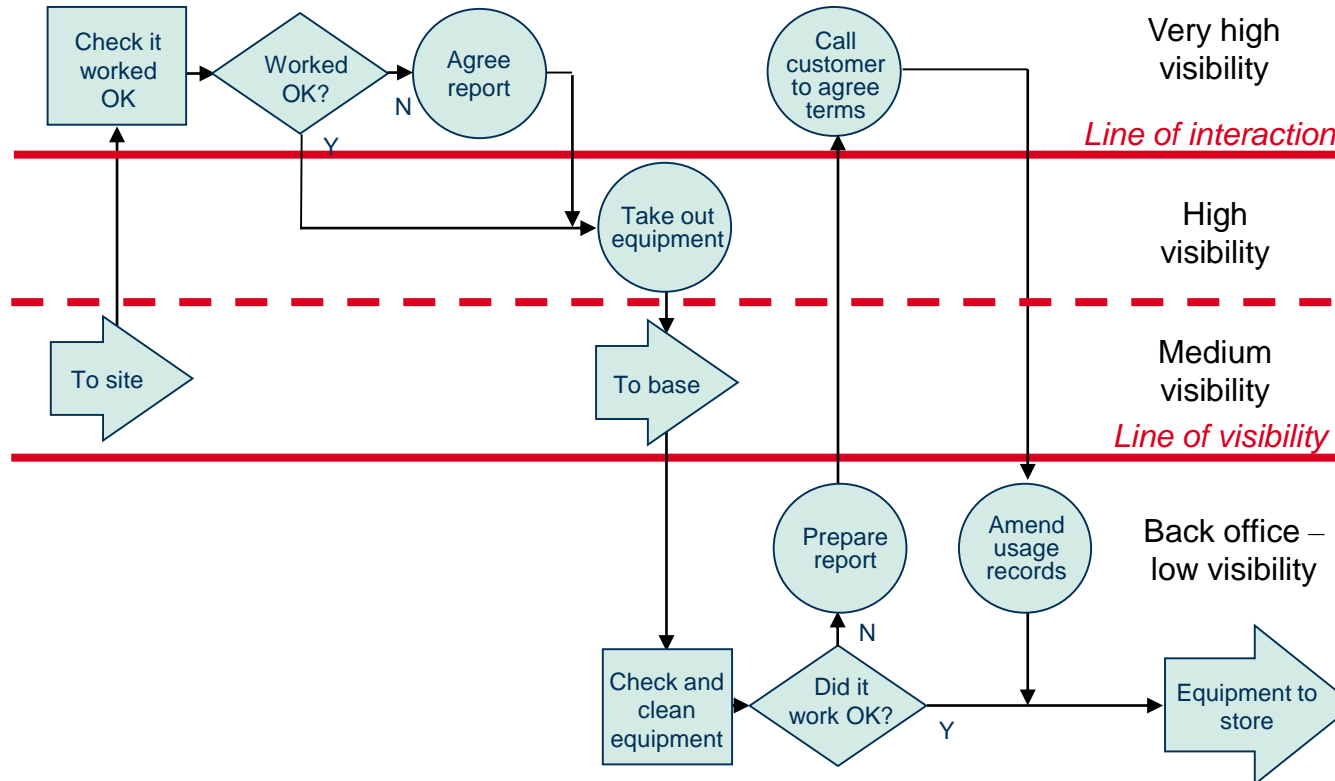 Check it
worked
OK
Worked
OK?
N
Y
Agree
report
Call
customer
to agree
terms
Very high
visibility
Line of interaction
Take out
equipment
High
visibility
To site
To base
Medium
visibility
Line of visibility
Prepare
report
Amend
usage
records
Back office –
low visibility
Check and
clean
equipment
N
Did it
work OK?
Y
Equipment to
store